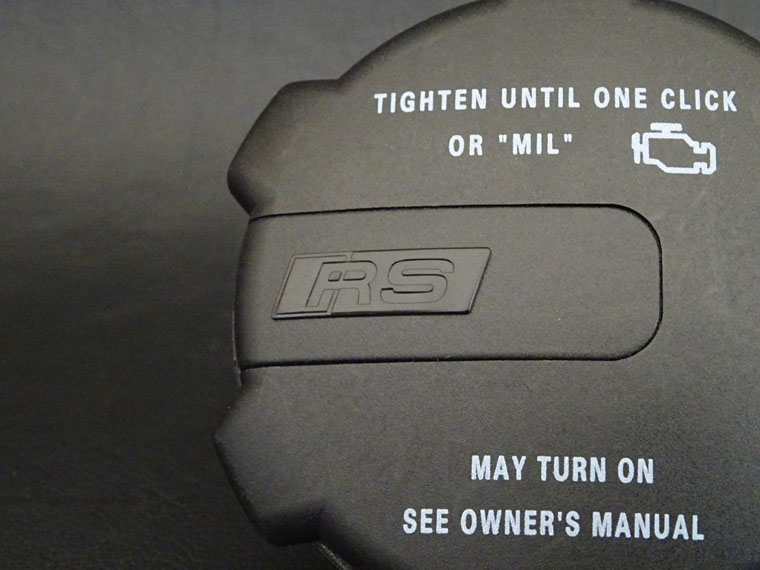 TIGHTEN UNTIL ONE CLICK
OR "MIL"
RS
MAY TURN ON
SEE OWNER'S MANUAL